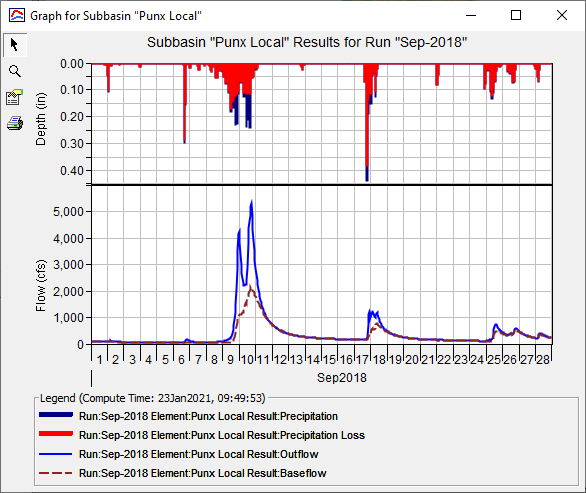 Graph for Subbasin "Punx Local"
Subbasin "Punx Local" Results for Run "Sep-2018"
Depth (in)
0.00
0.10
0.20
0.30
0.40
Flow (cfs)
5,000
4,000
3,000
2,000
1,000
0
1 2 3 4 5 6 7 8 9 10 11 12 13 14 15 16 17 18 19 20 21 22 23 24 25 26 27 28
Sep2018
Legend (Compute Time: 23Jan2021, 09:49:53)
Run:Sep-2018 Element:Punx Local Result:Precipitation
Run:Sep-2018 Element:Punx Local Result:Precipitation Loss
Run:Sep-2018 Element:Punx Local Result:Outflow
Run:Sep-2018 Element:Punx Local Result:Baseflow